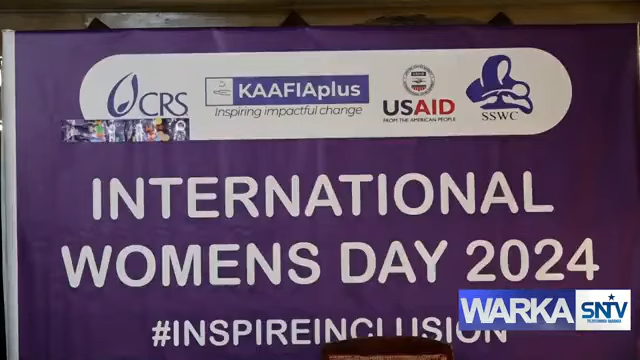 CRS
KAAFIAplus
Inspiring impactful change
USAID
FROM THE AMERICAN PEOPLE
SSWC
INTERNATIONAL
WOMENS DAY 2024
#INSPIREINCLUSION
WARKA SNTV